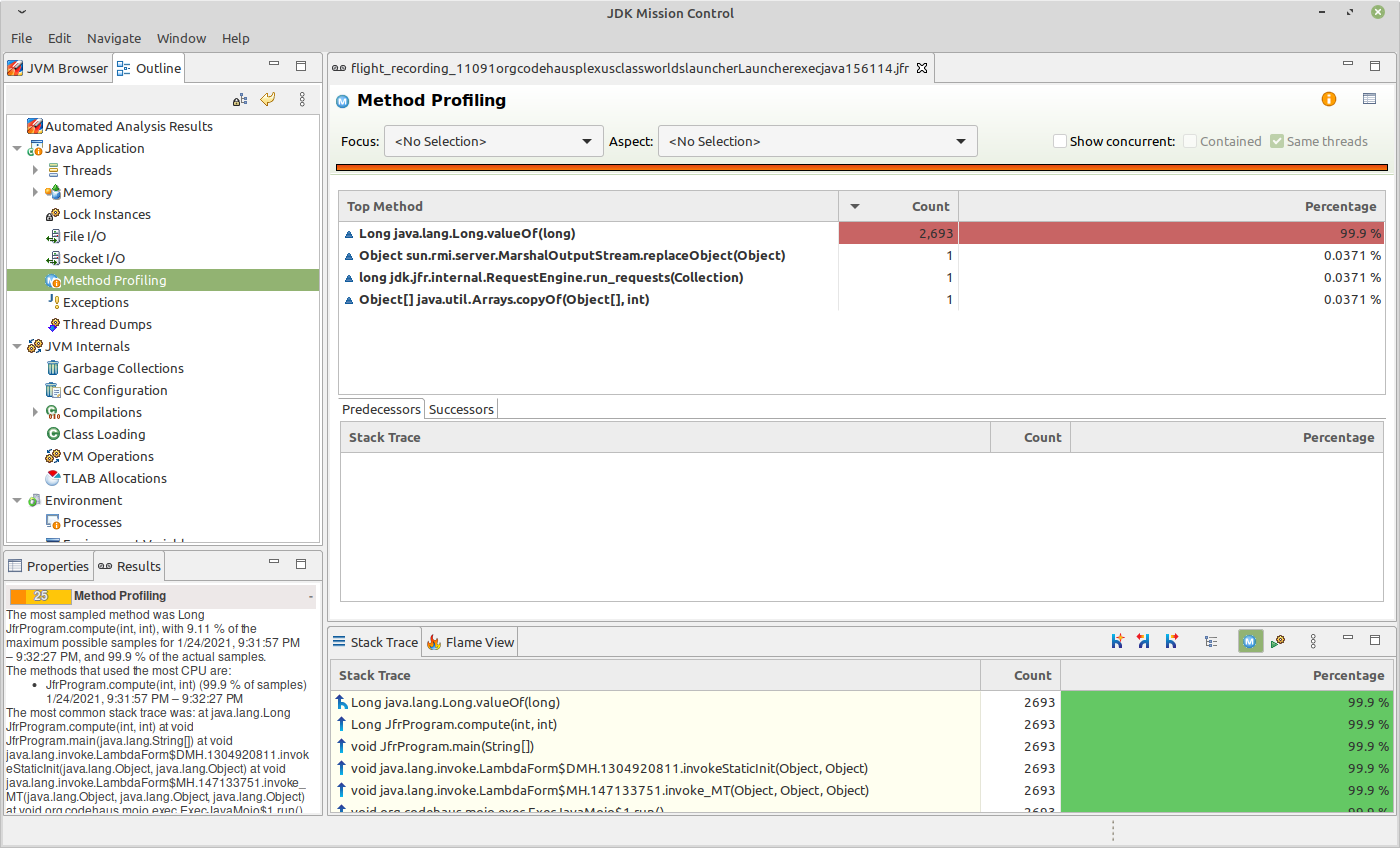 JDK Mission Control
File Edit Navigate Window Help
JVM Browser Outline
Automated Analysis Results
Java Application
Threads
Memory
Lock Instances
File I/O
Socket I/O
Method Profiling
Exceptions
Thread Dumps
JVM Internals
Garbage Collections
GC Configuration
Compilations
Class Loading
VM Operations
TLAB Allocations
Environment
Processes
Properties Results
25 Method Profiling -
The most sampled method was Long
JfrProgram.compute(int, int), with 9.11 % of the
maximum possible samples for 1/24/2021, 9:31:57 PM
– 9:32:27 PM, and 99.9 % of the actual samples.
The methods that used the most CPU are:
• JfrProgram.compute(int, int) (99.9 % of samples)
1/24/2021, 9:31:57 PM – 9:32:27 PM
The most common stack trace was: at java.lang.Long
JfrProgram.compute(int, int) at void
JfrProgram.main(java.lang.String[]) at void
java.lang.invoke.LambdaForm$DMH.1304920811.invok
eStaticInit(java.lang.Object, java.lang.Object) at void
java.lang.invoke.LambdaForm$MH.147133751.invoke_
MT(java.lang.Object, java.lang.Object, java.lang.Object)
at void org.codehaus.mojo.exec.ExecJavaMojo$1.run()
flight_recording_11091orgcodehausplexusclassworldslauncherLauncherexecjava156114.jfr
Method Profiling
Focus: <No Selection> Aspect: <No Selection> Show concurrent: Contained Same threads
Top Method Count Percentage
Long java.lang.Long.valueOf(long) 2,693 99.9 %
Object sun.rmi.server.MarshalOutputStream.replaceObject(Object) 1 0.0371 %
long jdk.jfr.internal.RequestEngine.run_requests(Collection) 1 0.0371 %
Object[] java.util.Arrays.copyOf(Object[], int) 1 0.0371 %
Predecessors Successors
Stack Trace Count Percentage
Stack Trace Flame View
Stack Trace Count Percentage
Long java.lang.Long.valueOf(long) 2693 99.9 %
Long JfrProgram.compute(int, int) 2693 99.9 %
void JfrProgram.main(String[]) 2693 99.9 %
void java.lang.invoke.LambdaForm$DMH.1304920811.invokeStaticInit(Object, Object) 2693 99.9 %
void java.lang.invoke.LambdaForm$MH.147133751.invoke_MT(Object, Object, Object) 2693 99.9 %
void org.codehaus.mojo.exec.ExecJavaMojo$1.run() 2693 99.9 %